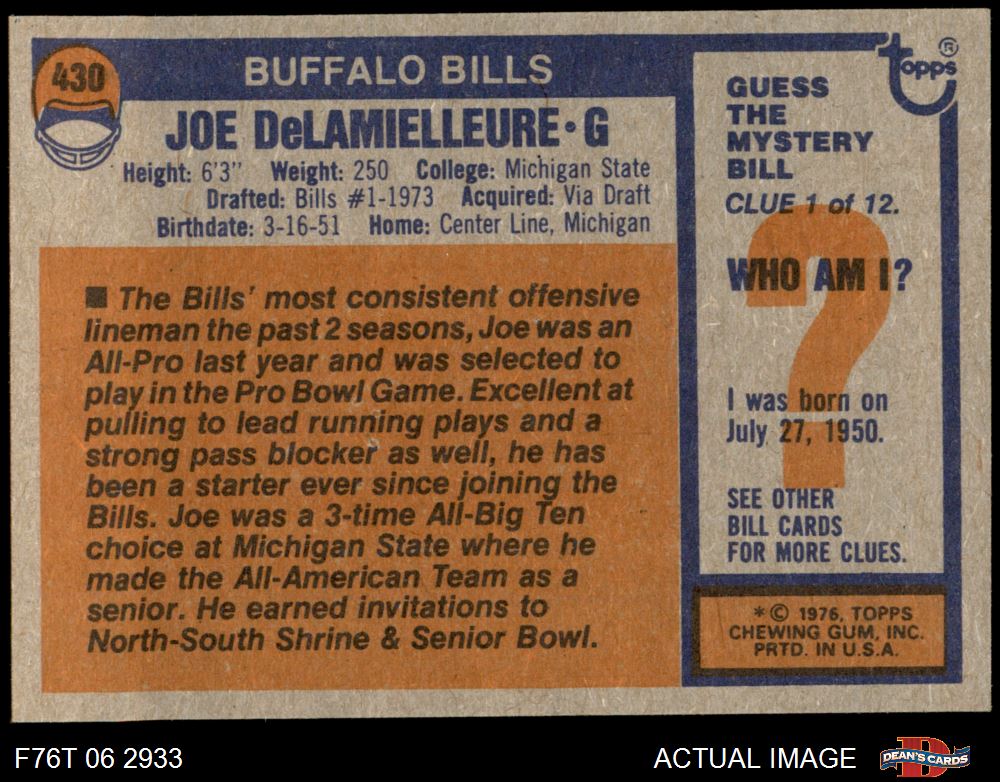 430
BUFFALO BILLS
JOE DeLAMIELLEURE • G
Height: 6'3" Weight: 250 College: Michigan State
Drafted: Bills #1-1973 Acquired: Via Draft
Birthdate: 3-16-51 Home: Center Line, Michigan
■ The Bills' most consistent offensive
lineman the past 2 seasons, Joe was an
All-Pro last year and was selected to
play in the Pro Bowl Game. Excellent at
pulling to lead running plays and a
strong pass blocker as well, he has
been a starter ever since joining the
Bills. Joe was a 3-time All-Big Ten
choice at Michigan State where he
made the All-American Team as a
senior. He earned invitations to
North-South Shrine & Senior Bowl.
topps ®
GUESS
THE
MYSTERY
BILL
CLUE 1 of 12.
WHO AM I?
?
I was born on
July 27, 1950.
SEE OTHER
BILL CARDS
FOR MORE CLUES.
* © 1976, TOPPS
CHEWING GUM, INC.
PRTD. IN U.S.A.
F76T 06 2933
ACTUAL IMAGE
D
DEAN'S CARDS